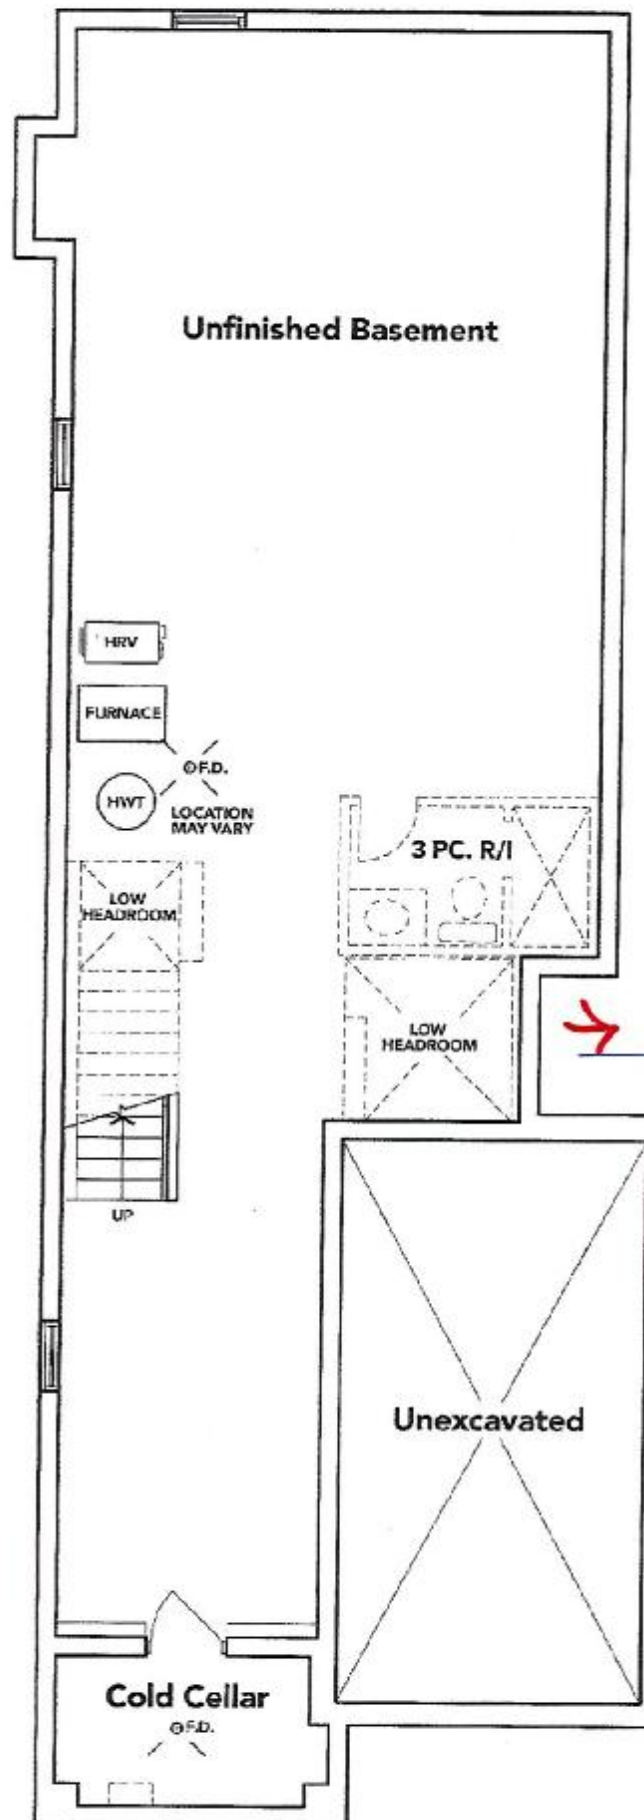 Unfinished Basement
HRV
FURNACE
F.D.
HWT
LOCATION
MAY VARY
3 PC. R/I
LOW
HEADROOM
LOW
HEADROOM
UP
Unexcavated
Cold Cellar
F.D.